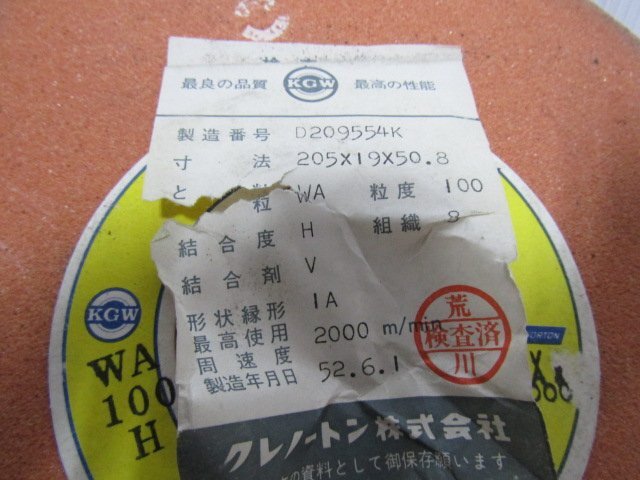 検
最良の品質 KGW 最高の性能
製造番号 D209554K
寸法 205X19X50.8
と粒 WA 粒度 100
結合度 H 組織 8
結合剤 V
形状縁形 1A
最高使用周速度 2000 m/min
製造年月日 52.6.1
荒川
検査済
クレノートン株式会社
の資料として御保存願います
KGW
WA
100
H
NORTON